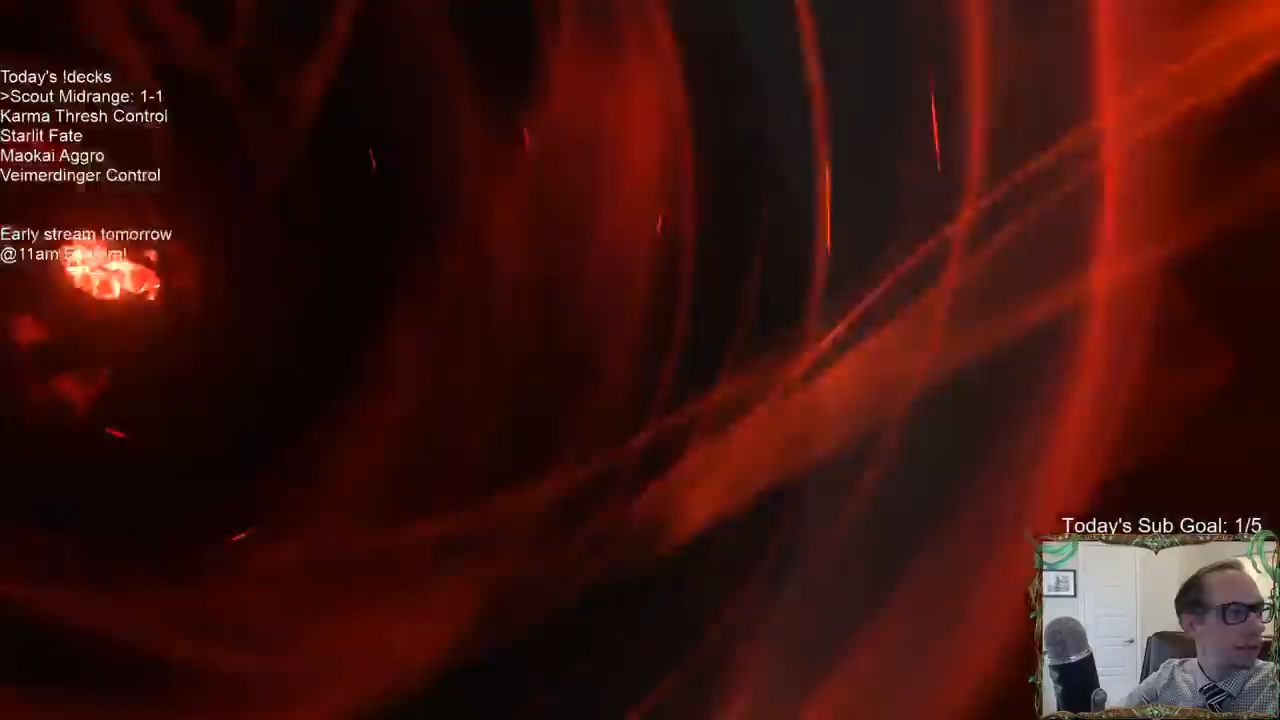 Today's !decks
>Scout Midrange: 1-1
Karma Thresh Control
Starlit Fate
Maokai Aggro
Veimerdinger Control
Early stream tomorrow
@11am
Today's Sub Goal: 1/5